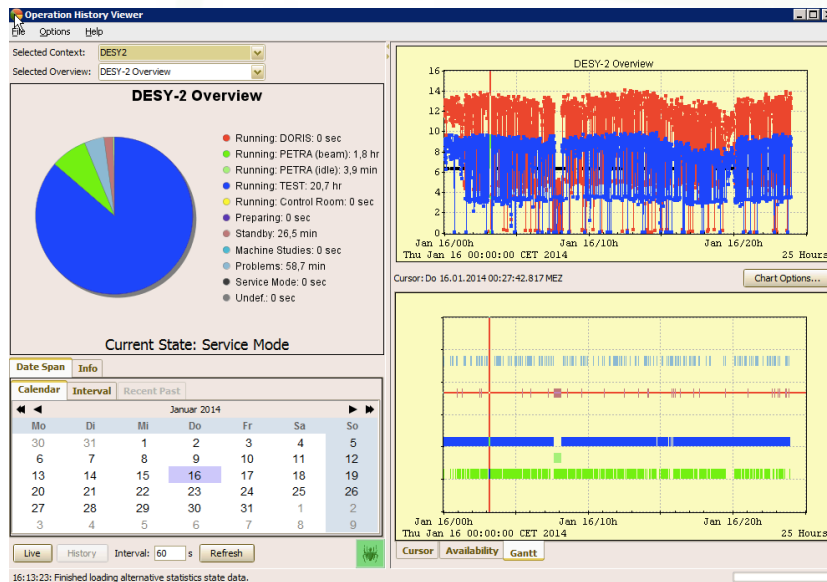 Operation History Viewer
File Options Help
Selected Context: DESY2
Selected Overview: DESY-2 Overview
DESY-2 Overview
Running: DORIS: 0 sec
Running: PETRA (beam): 1,8 hr
Running: PETRA (idle): 3,9 min
Running: TEST: 20,7 hr
Running: Control Room: 0 sec
Preparing: 0 sec
Standby: 26,5 min
Machine Studies: 0 sec
Problems: 58,7 min
Service Mode: 0 sec
Undef.: 0 sec
Current State: Service Mode
Date Span Info
Calendar Interval Recent Past
Januar 2014
Mo Di Mi Do Fr Sa So
30 31 1 2 3 4 5
6 7 8 9 10 11 12
13 14 15 16 17 18 19
20 21 22 23 24 25 26
27 28 29 30 31 1 2
3 4 5 6 7 8 9
Live History Interval: 60 s Refresh
16:13:23: Finished loading alternative statistics state data.
DESY-2 Overview
16
14
12
10
8
6
4
2
0
Jan 16/00h Jan 16/10h Jan 16/20h
Thu Jan 16 00:00:00 CET 2014 25 Hours
Cursor: Do 16.01.2014 00:27:42.817 MEZ Chart Options...
Jan 16/00h Jan 16/10h Jan 16/20h
Thu Jan 16 00:00:00 CET 2014 25 Hours
Cursor Availability Gantt